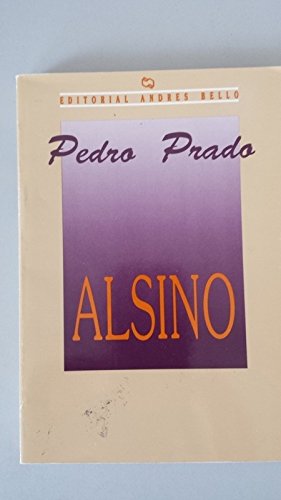 EDITORIAL ANDRES BELLO
Pedro Prado
ALSINO